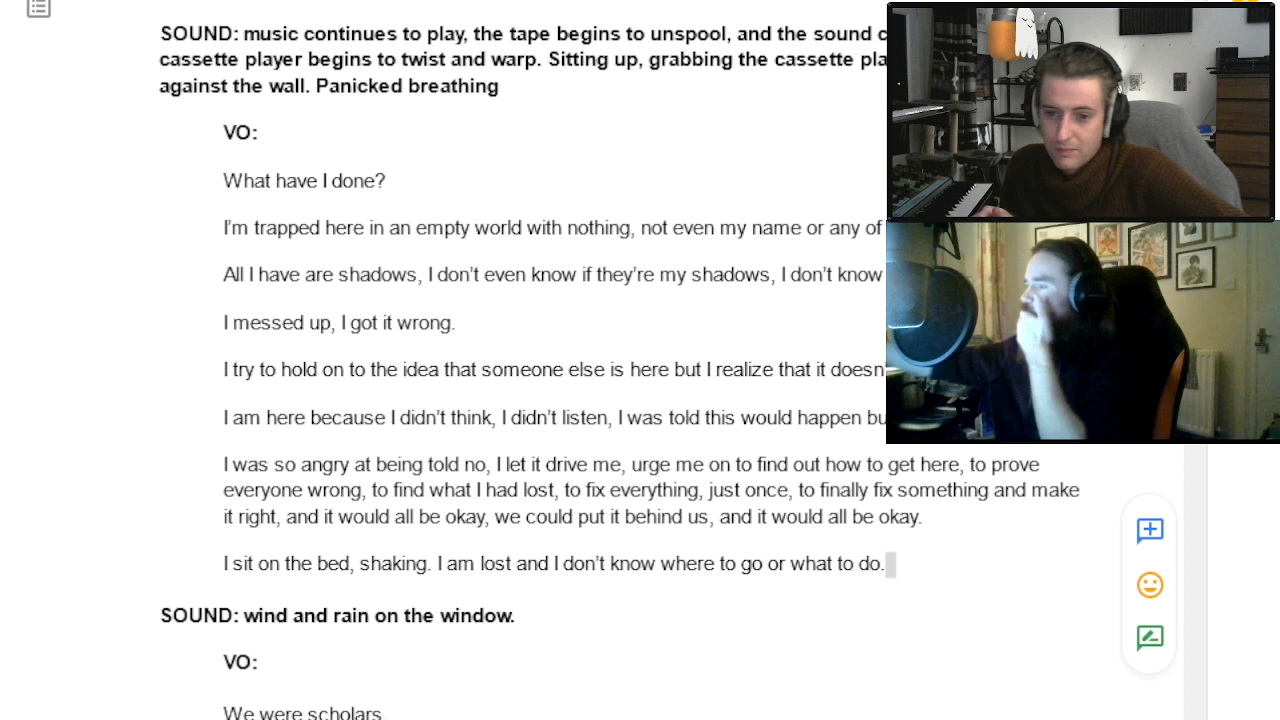 SOUND: music continues to play, the tape begins to unspool, and the sound
cassette player begins to twist and warp. Sitting up, grabbing the cassette
against the wall. Panicked breathing
VO:
What have I done?
I'm trapped here in an empty world with nothing, not even my name or any of
All I have are shadows, I don't even know if they're my shadows, I don't know
I messed up, I got it wrong.
I try to hold on to the idea that someone else is here but I realize that it
I am here because I didn't think, I didn't listen, I was told this would happen
I was so angry at being told no, I let it drive me, urge me on to find out how to get here, to prove
everyone wrong, to find what I had lost, to fix everything, just once, to finally fix something and make
it right, and it would all be okay, we could put it behind us, and it would all be okay.
I sit on the bed, shaking. I am lost and I don't know where to go or what to do.
SOUND: wind and rain on the window.
VO:
We were scholars